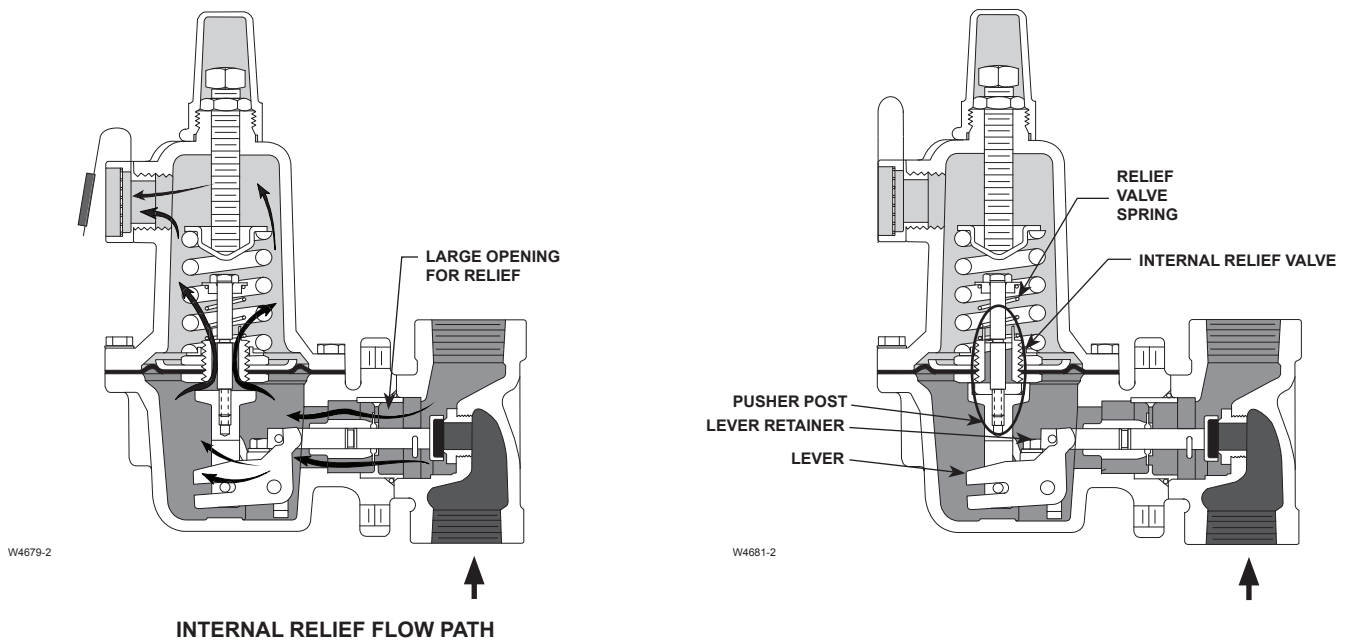 LARGE OPENING
FOR RELIEF
W4679-2
INTERNAL RELIEF FLOW PATH
RELIEF
VALVE
SPRING
INTERNAL RELIEF VALVE
PUSHER POST
LEVER RETAINER
LEVER
W4681-2